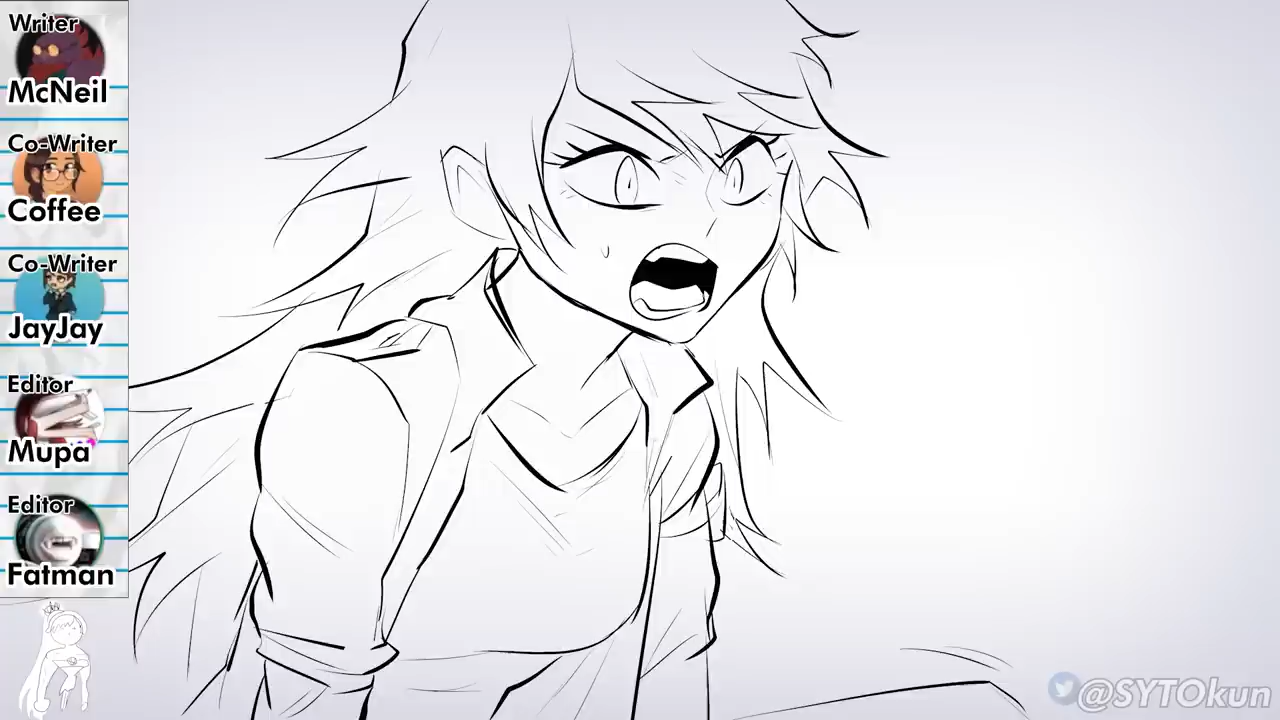 Writer
McNeil
Co-Writer
Coffee
Co-Writer
JayJay
Editor
Mupa
Editor
Fatman
@SYTOkun